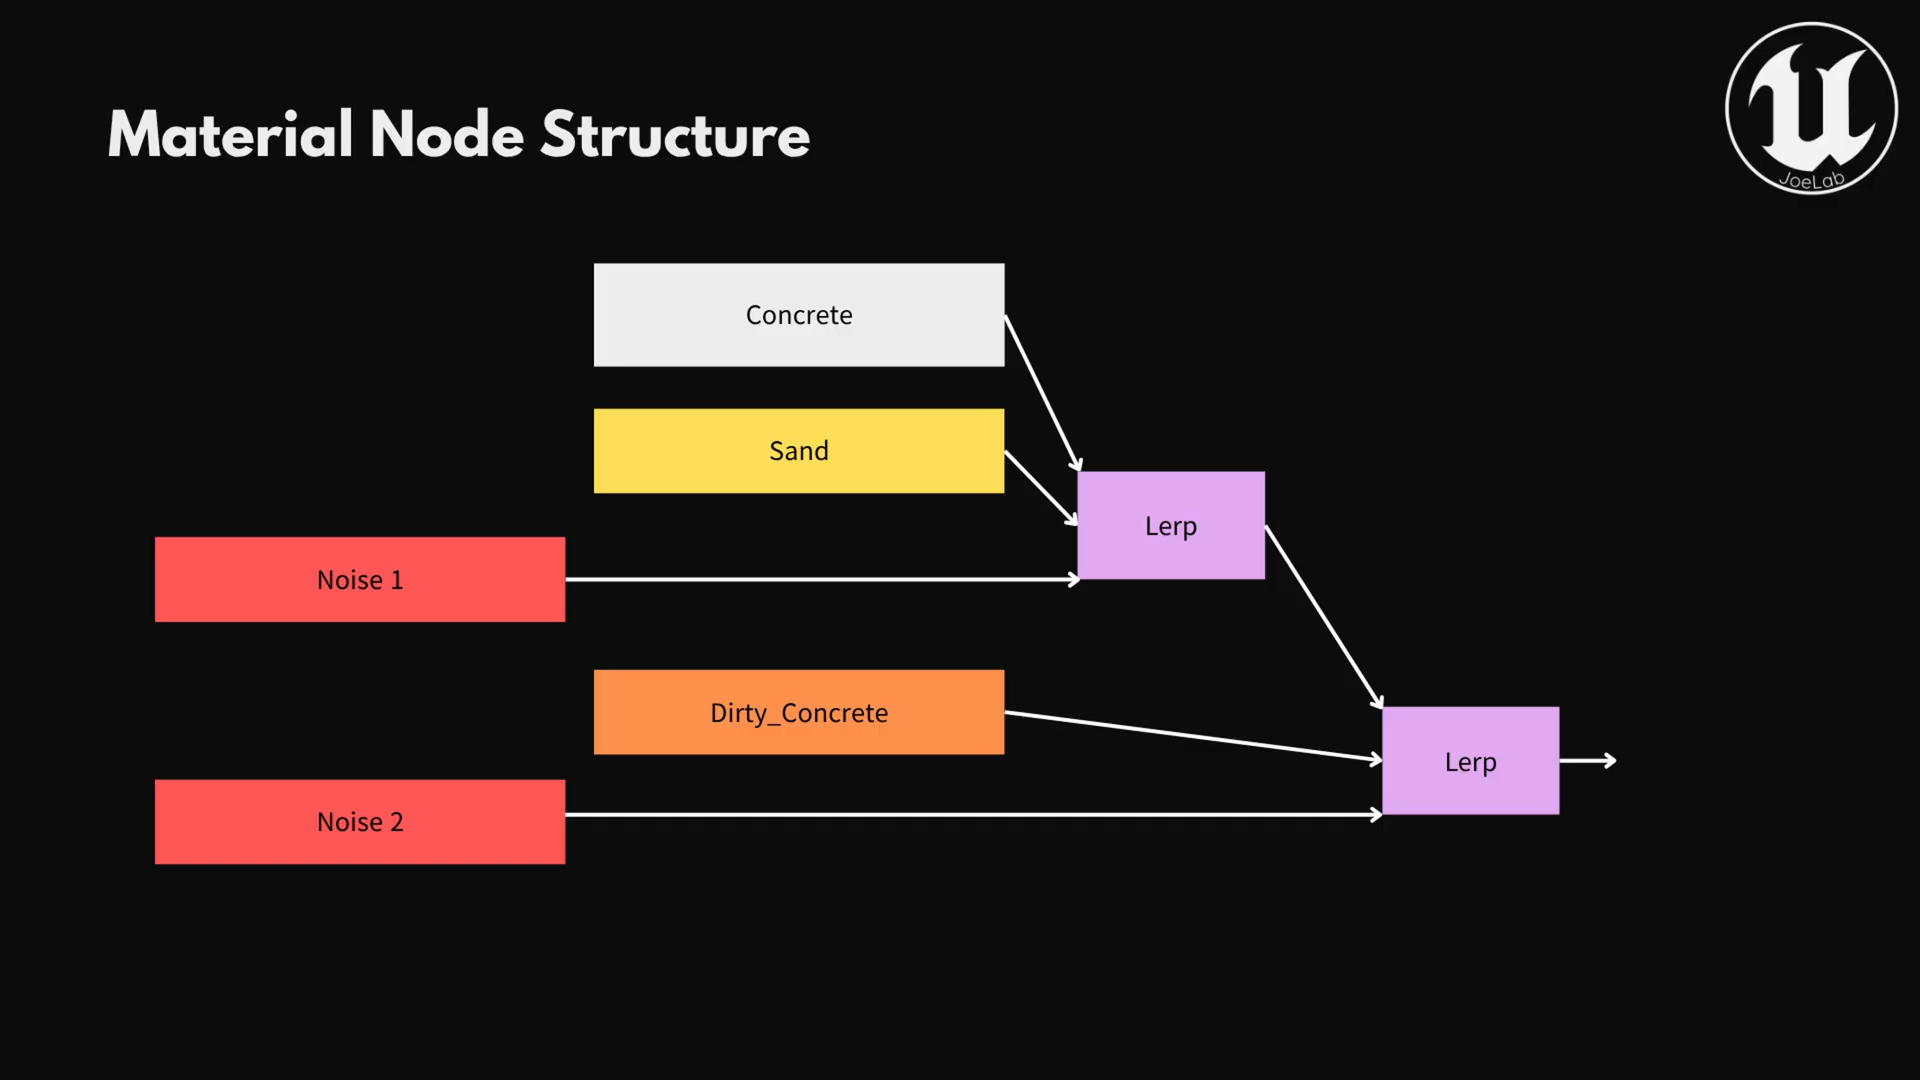 Material Node Structure
JoeLab
Concrete
Sand
Lerp
Noise 1
Dirty_Concrete
Lerp
Noise 2